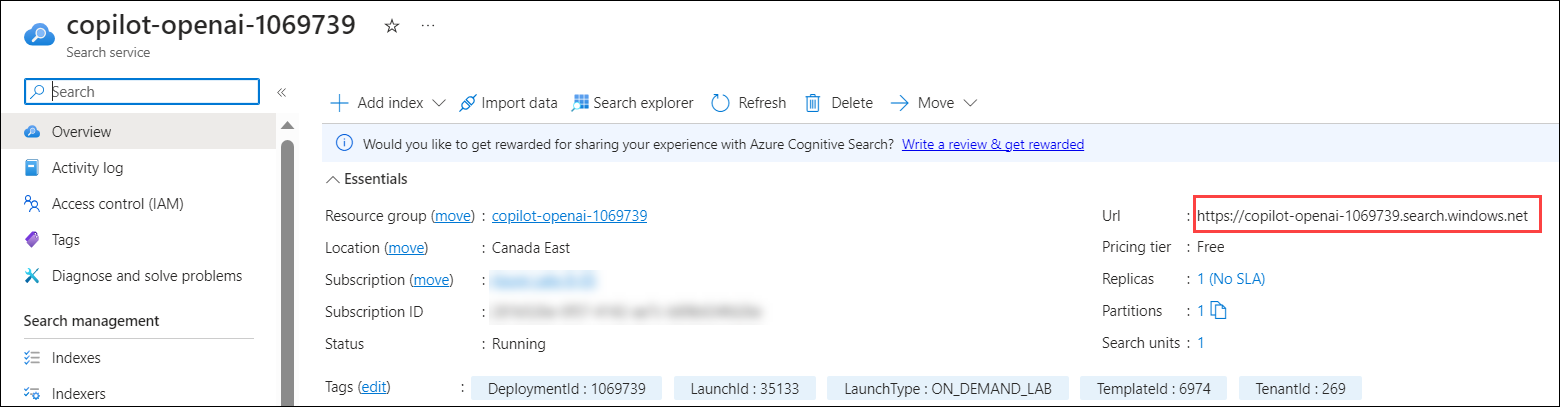 copilot-openai-1069739 ☆ ···
Search service
Search «
Overview
Activity log
Access control (IAM)
Tags
Diagnose and solve problems
Search management
Indexes
Indexers
Add index Import data Search explorer Refresh Delete Move
Would you like to get rewarded for sharing your experience with Azure Cognitive Search? Write a review & get rewarded
Essentials
Resource group (move) : copilot-openai-1069739
Location (move) : Canada East
Subscription (move) :
Subscription ID :
Status : Running
Url : https://copilot-openai-1069739.search.windows.net
Pricing tier : Free
Replicas : 1 (No SLA)
Partitions : 1
Search units : 1
Tags (edit) : DeploymentId : 1069739 LaunchId : 35133 LaunchType : ON_DEMAND_LAB TemplateId : 6974 TenantId : 269